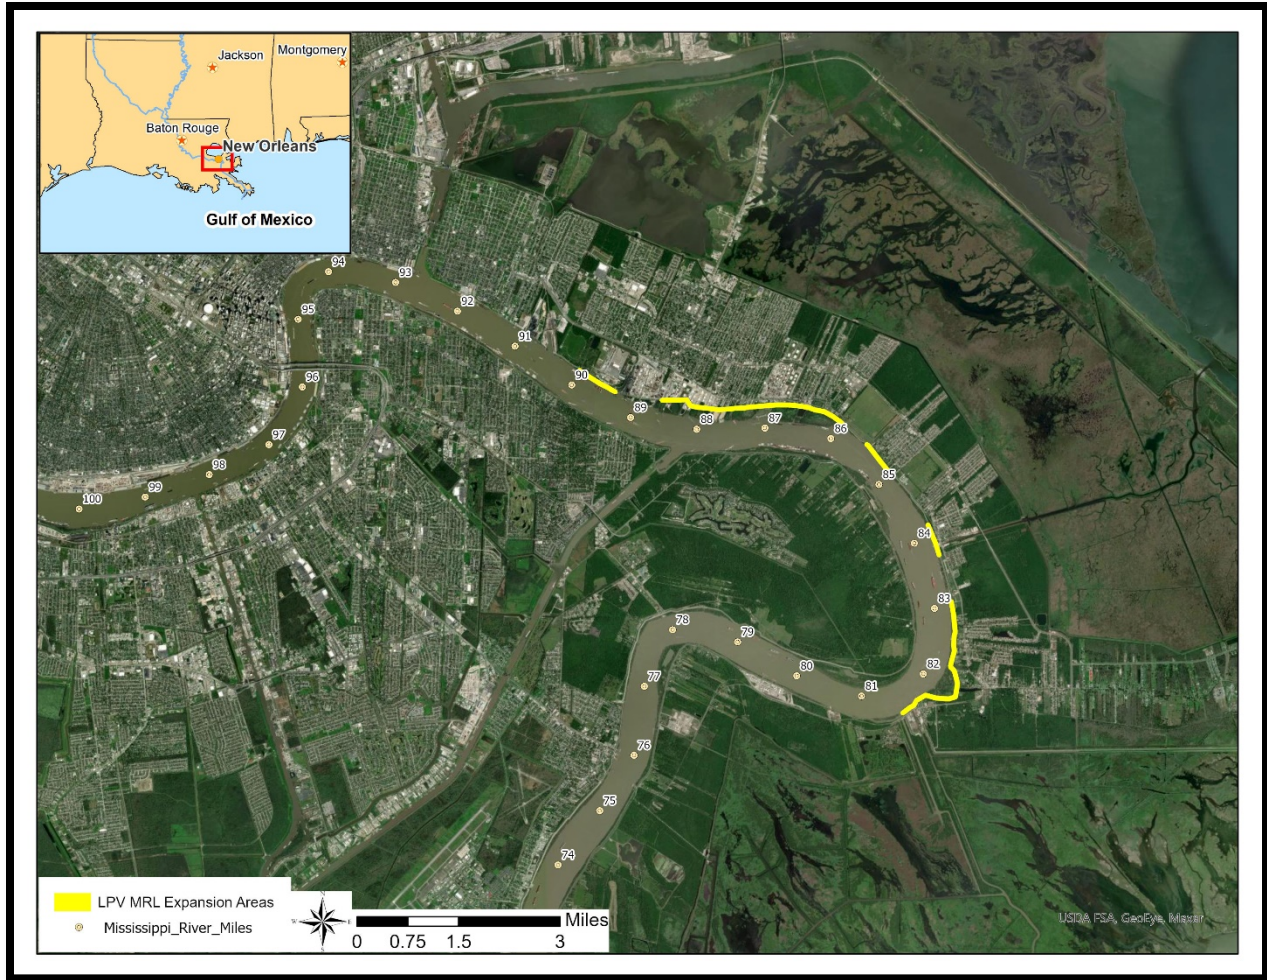 Jackson
Montgomery
Baton Rouge
New Orleans
Gulf of Mexico
94
93
95
92
91
96
90
89
88
87
86
97
85
98
99
100
84
83
78
79
82
80
77
81
76
75
74
LPV MRL Expansion Areas
Mississippi_River_Miles
Miles
0 0.75 1.5 3
USDA FSA, GeoEye, Maxar